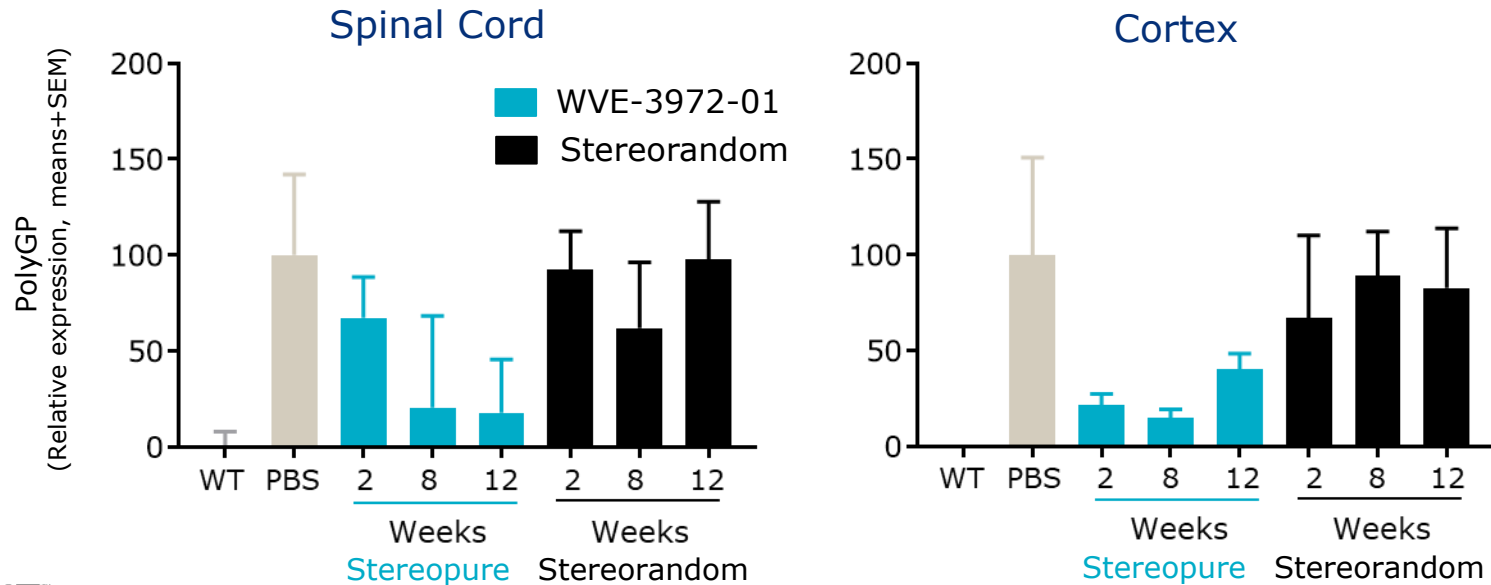 Spinal Cord
PolyGP
(Relative expression, means+SEM)
200
150
100
50
0
WVE-3972-01
Stereorandom
WT PBS 2 8 12 2 8 12
Weeks Weeks
Stereopure Stereorandom
Cortex
200
150
100
50
0
WT PBS 2 8 12 2 8 12
Weeks Weeks
Stereopure Stereorandom